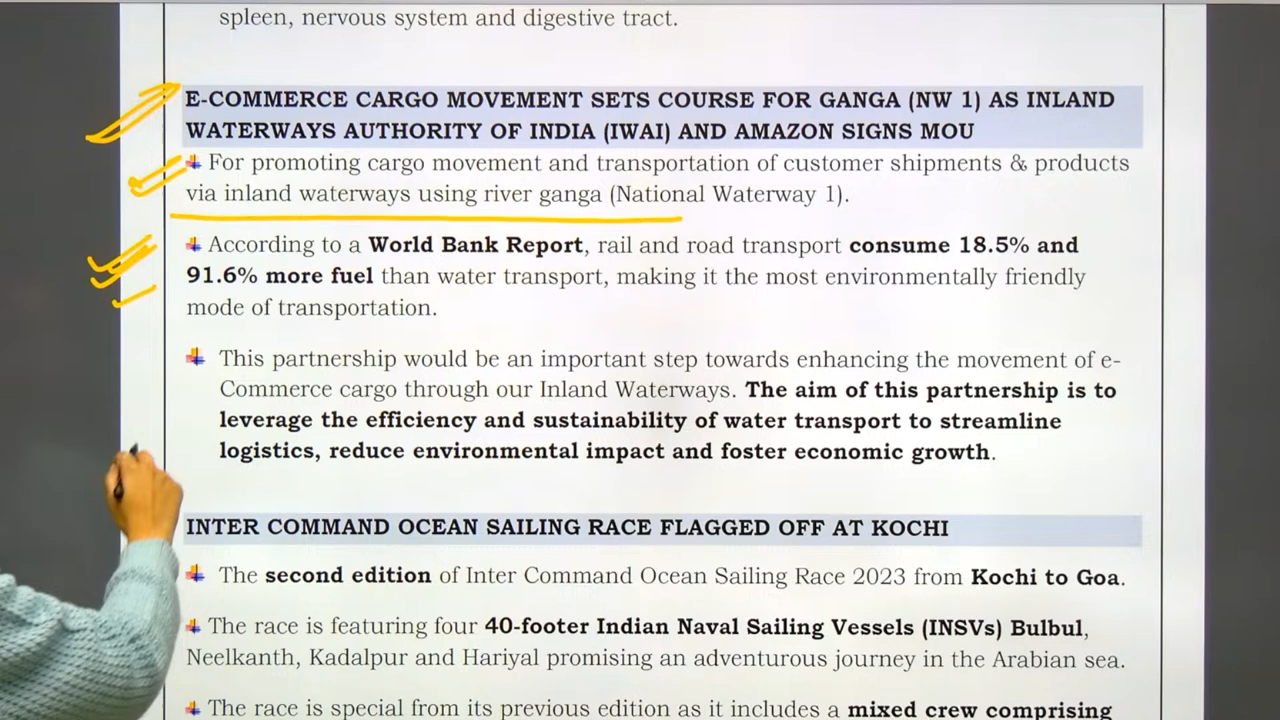 spleen, nervous system and digestive tract.
E-COMMERCE CARGO MOVEMENT SETS COURSE FOR GANGA (NW 1) AS INLAND
WATERWAYS AUTHORITY OF INDIA (IWAI) AND AMAZON SIGNS MOU
For promoting cargo movement and transportation of customer shipments & products
via inland waterways using river ganga (National Waterway 1).
According to a World Bank Report, rail and road transport consume 18.5% and
91.6% more fuel than water transport, making it the most environmentally friendly
mode of transportation.
This partnership would be an important step towards enhancing the movement of e-
Commerce cargo through our Inland Waterways. The aim of this partnership is to
leverage the efficiency and sustainability of water transport to streamline
logistics, reduce environmental impact and foster economic growth.
INTER COMMAND OCEAN SAILING RACE FLAGGED OFF AT KOCHI
The second edition of Inter Command Ocean Sailing Race 2023 from Kochi to Goa.
The race is featuring four 40-footer Indian Naval Sailing Vessels (INSVs) Bulbul,
Neelkanth, Kadalpur and Hariyal promising an adventurous journey in the Arabian sea.
The race is special from its previous edition as it includes a mixed crew comprising